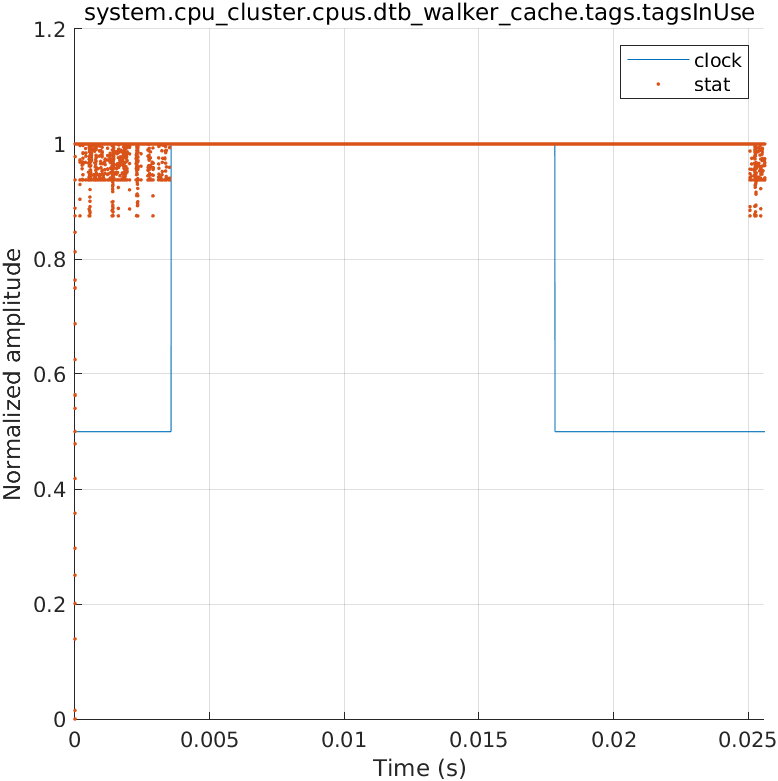 system.cpu_cluster.cpus.dtb_walker_cache.tags.tagsInUse
1.2
clock
stat
1
0.8
0.6
0.4
0.2
0
Normalized amplitude
0 0.005 0.01 0.015 0.02 0.025
Time (s)